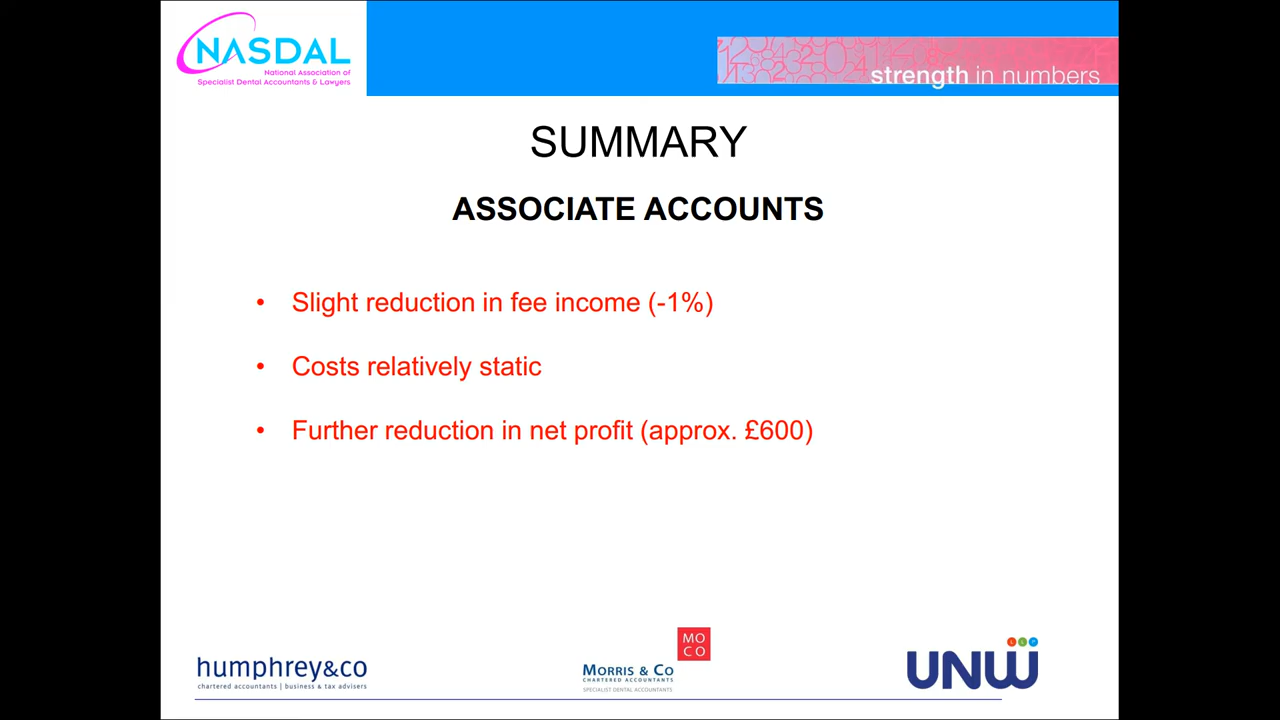 NASDAL
National Association of
Specialist Dental Accountants & Lawyers
strength in numbers
SUMMARY
ASSOCIATE ACCOUNTS
• Slight reduction in fee income (-1%)
• Costs relatively static
• Further reduction in net profit (approx. £600)
humphrey&co
chartered accountants | business & tax advisers
MO
CO
MORRIS & CO
CHARTERED ACCOUNTANTS
SPECIALIST DENTAL ACCOUNTANTS
LLP
UNW